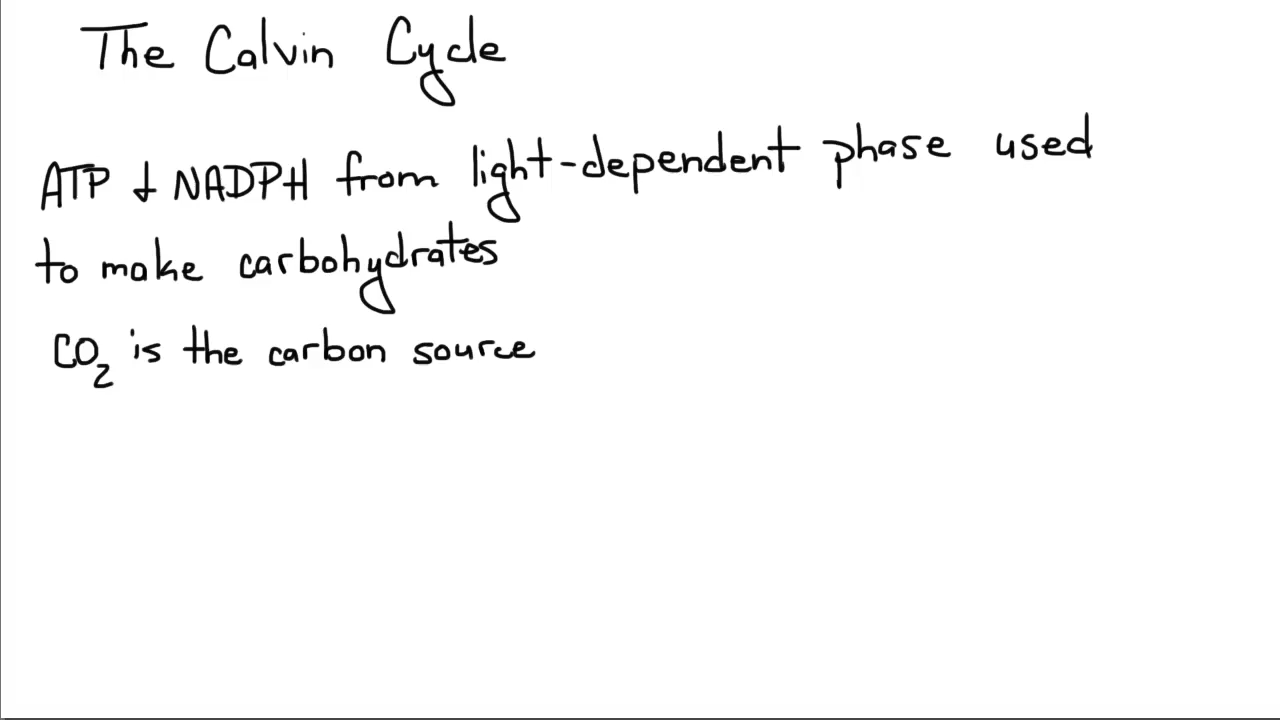 The Calvin Cycle
ATP & NADPH from light-dependent phase used
to make carbohydrates
CO₂ is the carbon source